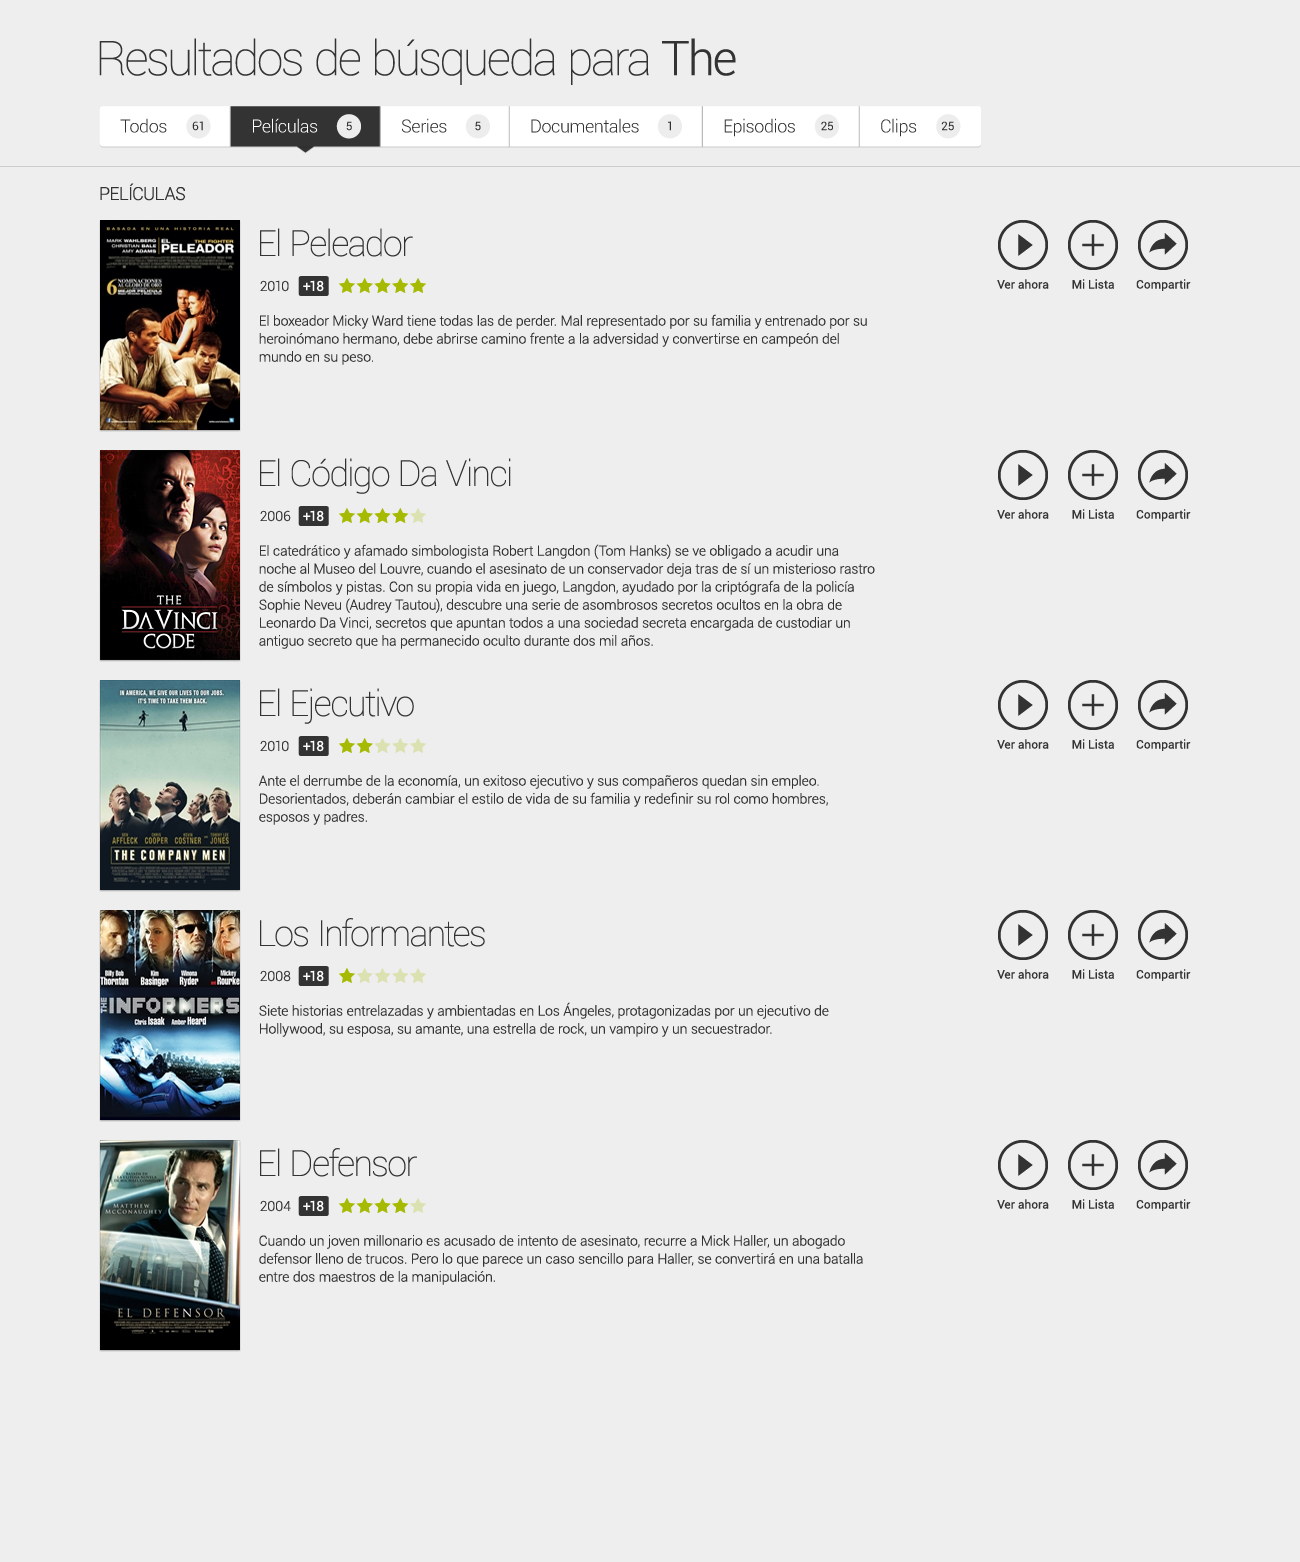 Resultados de búsqueda para The
Todos 61 Películas 5 Series 5 Documentales 1 Episodios 25 Clips 25
PELÍCULAS
BASADA EN UNA HISTORIA REAL
MARK WAHLBERG
CHRISTIAN BALE
AMY ADAMS
THE FIGHTER
EL PELEADOR
6 NOMINACIONES
AL GLOBO DE ORO
MEJOR PELICULA
El Peleador
2010 +18
El boxeador Micky Ward tiene todas las de perder. Mal representado por su familia y entrenado por su
heroinómano hermano, debe abrirse camino frente a la adversidad y convertirse en campeón del
mundo en su peso.
Ver ahora Mi Lista Compartir
THE
DA VINCI
CODE
El Código Da Vinci
2006 +18
El catedrático y afamado simbologista Robert Langdon (Tom Hanks) se ve obligado a acudir una
noche al Museo del Louvre, cuando el asesinato de un conservador deja tras de sí un misterioso rastro
de símbolos y pistas. Con su propia vida en juego, Langdon, ayudado por la criptógrafa de la policía
Sophie Neveu (Audrey Tautou), descubre una serie de asombrosos secretos ocultos en la obra de
Leonardo Da Vinci, secretos que apuntan todos a una sociedad secreta encargada de custodiar un
antiguo secreto que ha permanecido oculto durante dos mil años.
Ver ahora Mi Lista Compartir
IN AMERICA, WE GIVE OUR LIVES TO OUR JOBS.
IT'S TIME TO TAKE THEM BACK.
BEN AFFLECK CHRIS COOPER KEVIN COSTNER TOMMY LEE JONES
THE COMPANY MEN
El Ejecutivo
2010 +18
Ante el derrumbe de la economía, un exitoso ejecutivo y sus compañeros quedan sin empleo.
Desorientados, deberán cambiar el estilo de vida de su familia y redefinir su rol como hombres,
esposos y padres.
Ver ahora Mi Lista Compartir
Billy Bob Thornton Kim Basinger Winona Ryder Mickey Rourke
THE INFORMERS
Chris Isaak Amber Heard
Los Informantes
2008 +18
Siete historias entrelazadas y ambientadas en Los Ángeles, protagonizadas por un ejecutivo de
Hollywood, su esposa, su amante, una estrella de rock, un vampiro y un secuestrador.
Ver ahora Mi Lista Compartir
MATTHEW
MCCONAUGHEY
EL DEFENSOR
El Defensor
2004 +18
Cuando un joven millonario es acusado de intento de asesinato, recurre a Mick Haller, un abogado
defensor lleno de trucos. Pero lo que parece un caso sencillo para Haller, se convertirá en una batalla
entre dos maestros de la manipulación.
Ver ahora Mi Lista Compartir